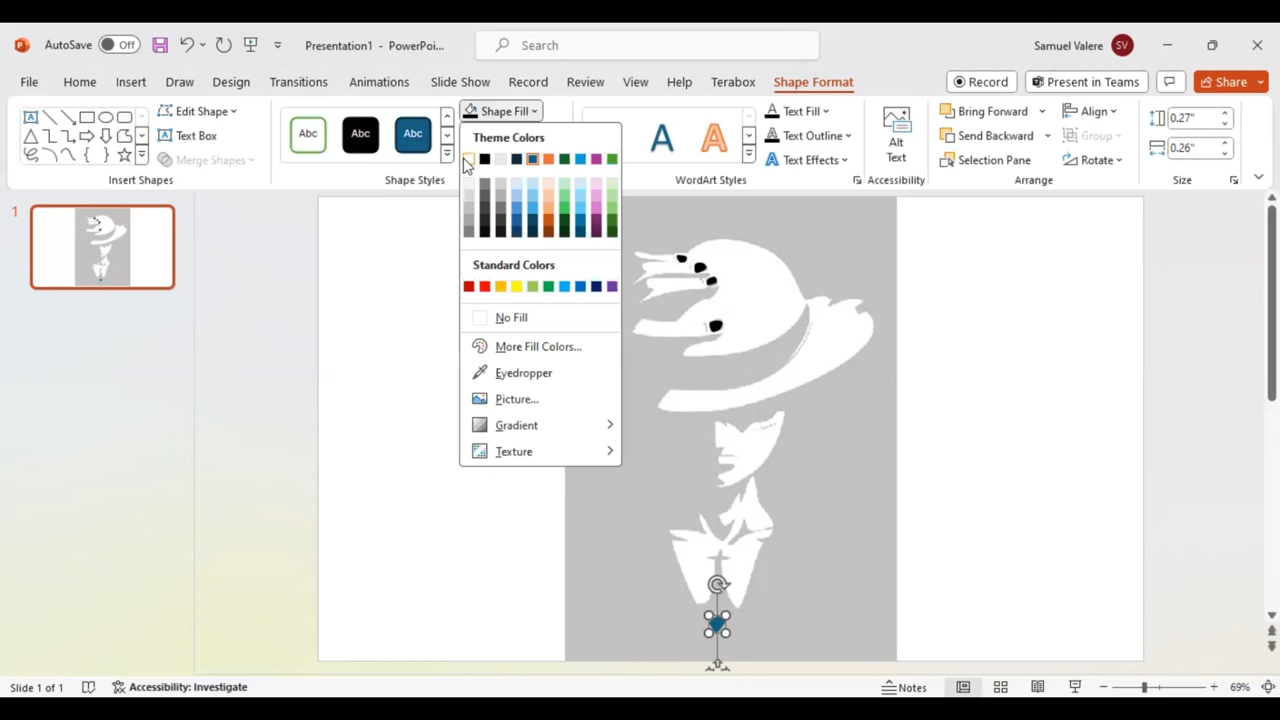 AutoSave Off Presentation1 - PowerPoi... Search Samuel Valere SV
File Home Insert Draw Design Transitions Animations Slide Show Record Review View Help Terabox Shape Format Record Present in Teams Share
Edit Shape
Text Box
Merge Shapes
Insert Shapes
Abc Abc Abc
Shape Styles
Shape Fill
Theme Colors
Standard Colors
No Fill
More Fill Colors...
Eyedropper
Picture...
Gradient
Texture
A A
WordArt Styles
Text Fill
Text Outline
Text Effects
Alt
Text
Accessibility
Bring Forward
Send Backward
Selection Pane
Align
Group
Rotate
Arrange
0.27"
0.26"
Size
1
Slide 1 of 1 Accessibility: Investigate Notes 69%